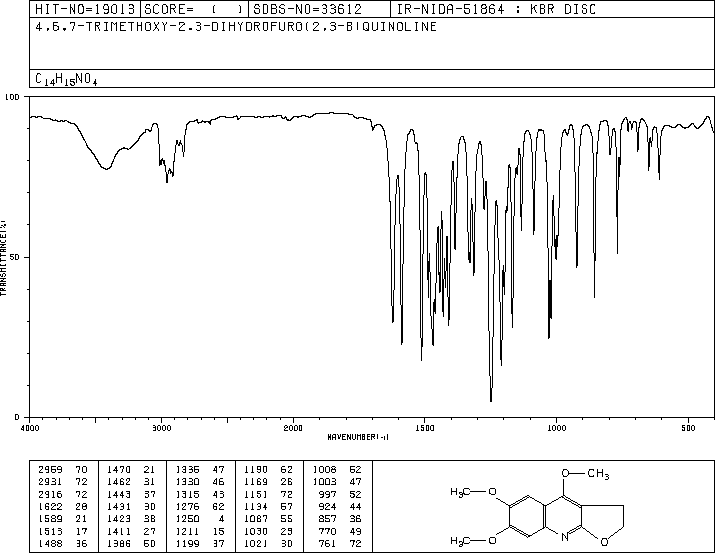 HIT-NO=19013 SCORE= ( ) SDBS-NO=33612 IR-NIDA-51864 : KBR DISC
4,6,7-TRIMETHOXY-2,3-DIHYDROFURO(2,3-B)QUINOLINE
C14H15NO4
100
50
0
TRANSMITTANCE(%)
4000 3000 2000 1500 1000 500
WAVENUMBER(-1)
2969 70 1470 21 1336 47 1190 62 1008 52
2931 72 1462 31 1330 46 1169 26 1003 47
2916 72 1443 37 1315 43 1151 72 997 52
1622 28 1431 30 1276 62 1134 57 924 44
1589 21 1423 38 1250 4 1087 55 857 36
1513 17 1411 27 1211 15 1030 23 770 49
1488 36 1386 50 1199 37 1021 30 761 72
O CH3
H3C O
H3C O
N O